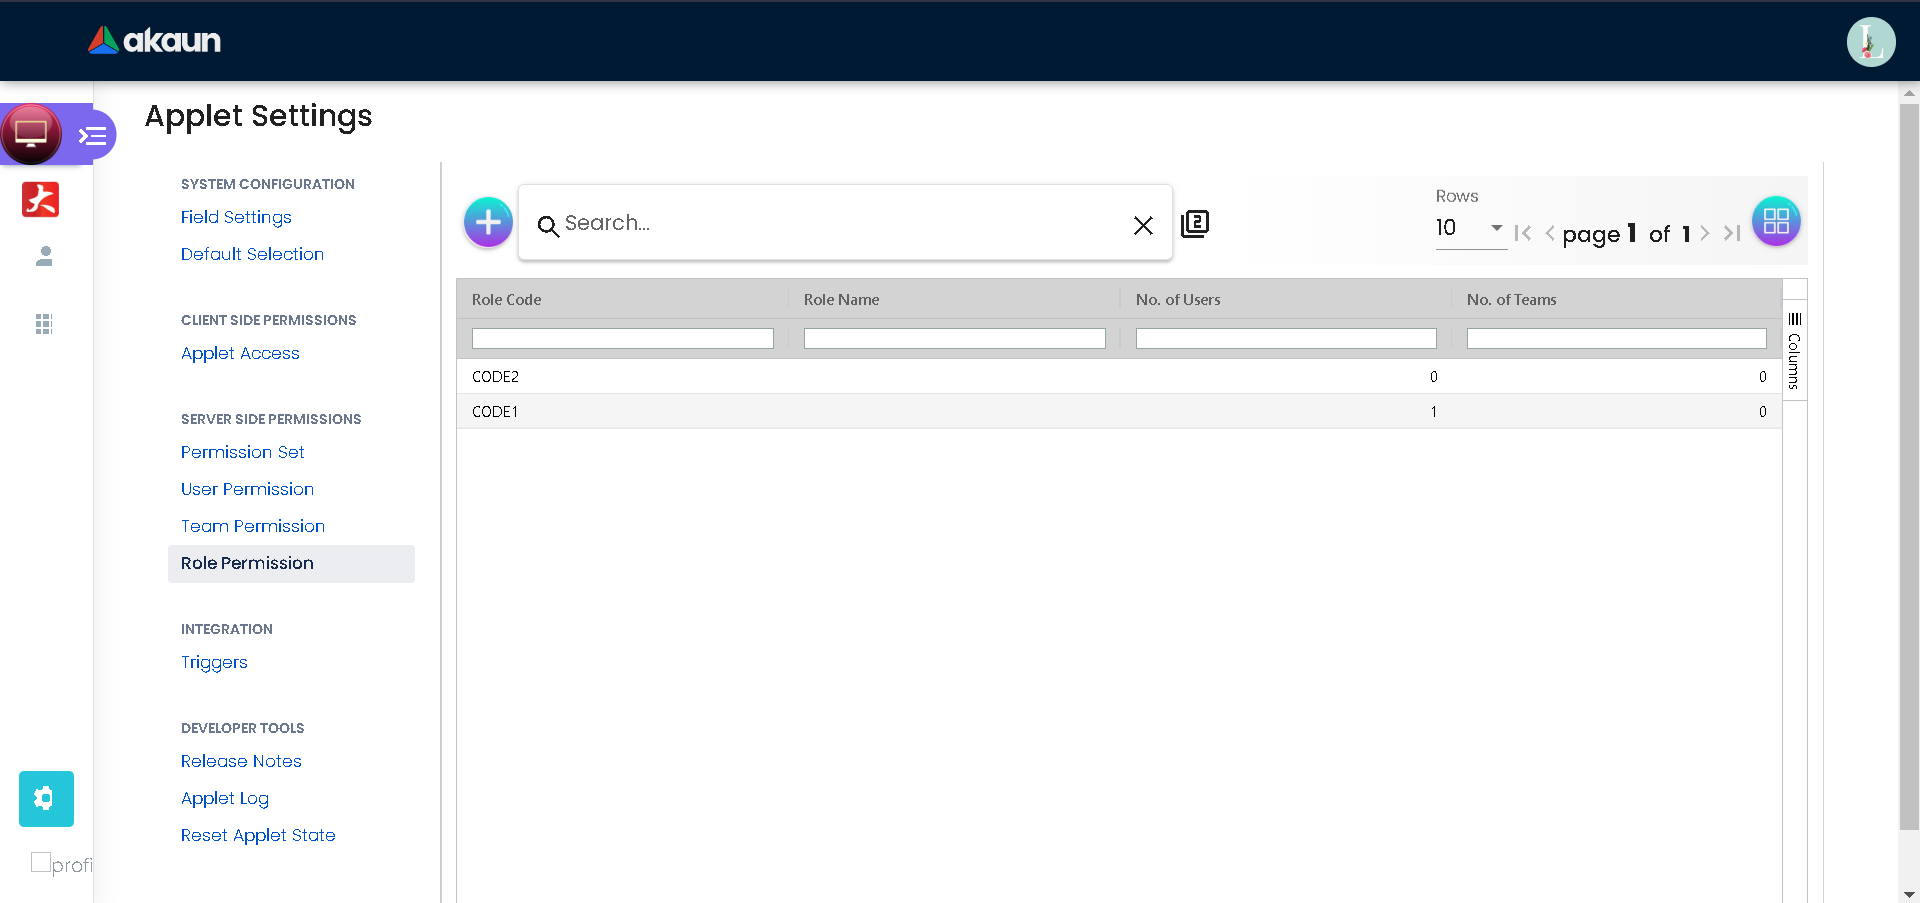 akaun
L
Applet Settings
SYSTEM CONFIGURATION
Field Settings
Default Selection
CLIENT SIDE PERMISSIONS
Applet Access
SERVER SIDE PERMISSIONS
Permission Set
User Permission
Team Permission
Role Permission
INTEGRATION
Triggers
DEVELOPER TOOLS
Release Notes
Applet Log
Reset Applet State
profi
Search...
2
Rows
10
page 1 of 1
Role Code Role Name No. of Users No. of Teams
CODE2 0 0
CODE1 1 0
Columns